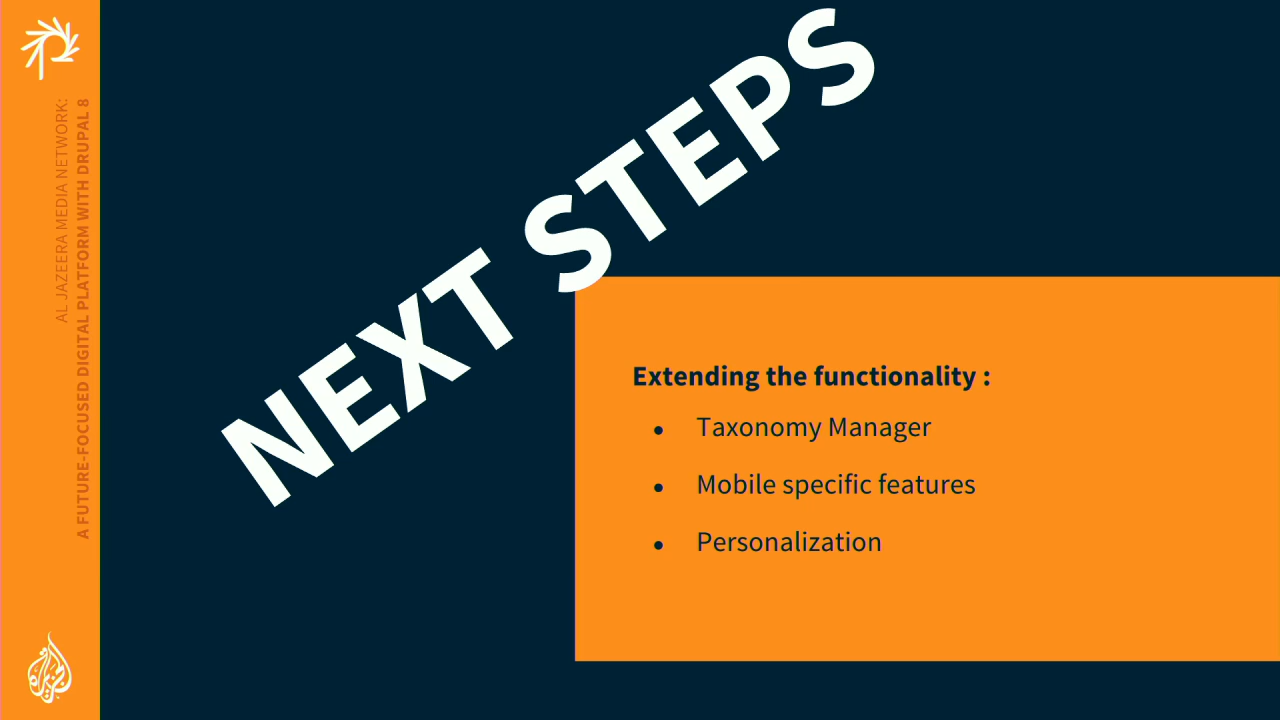 AL JAZEERA MEDIA NETWORK:
A FUTURE-FOCUSED DIGITAL PLATFORM WITH DRUPAL 8
NEXT STEPS
Extending the functionality :
• Taxonomy Manager
• Mobile specific features
• Personalization
الجزيرة